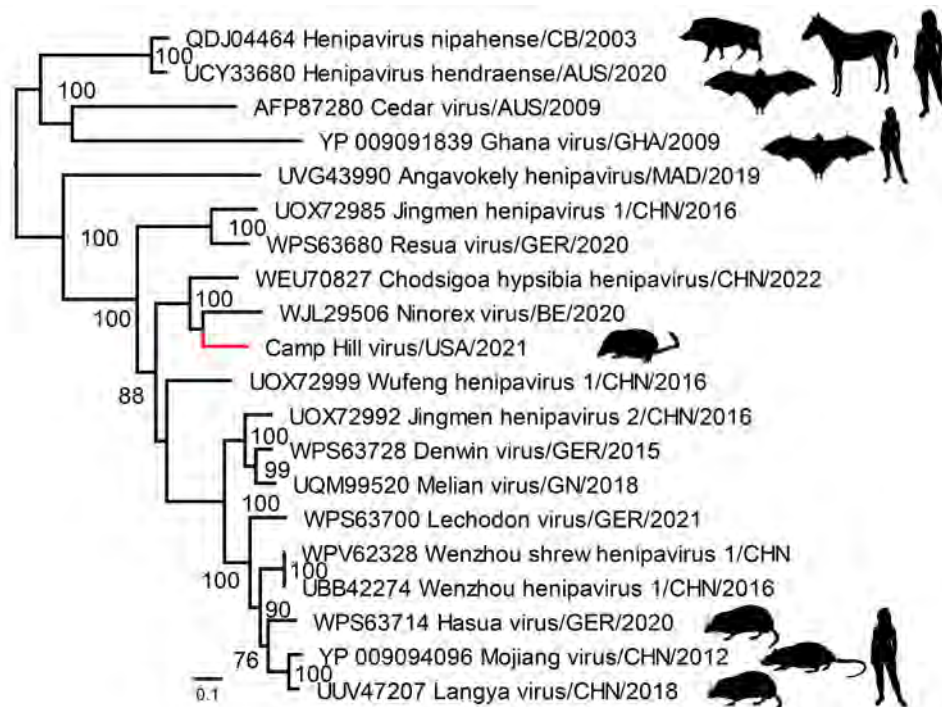 QDJ04464 Henipavirus nipahense/CB/2003
100
UCY33680 Henipavirus hendraense/AUS/2020
100
AFP87280 Cedar virus/AUS/2009
YP 009091839 Ghana virus/GHA/2009
UVG43990 Angavokely henipavirus/MAD/2019
UOX72985 Jingmen henipavirus 1/CHN/2016
100
100
WPS63680 Resua virus/GER/2020
WEU70827 Chodsigoa hypsibia henipavirus/CHN/2022
100
WJL29506 Ninorex virus/BE/2020
100
Camp Hill virus/USA/2021
UOX72999 Wufeng henipavirus 1/CHN/2016
88
UOX72992 Jingmen henipavirus 2/CHN/2016
100
WPS63728 Denwin virus/GER/2015
99
UQM99520 Melian virus/GN/2018
100
WPS63700 Lechodon virus/GER/2021
WPV62328 Wenzhou shrew henipavirus 1/CHN
100
100
UBB42274 Wenzhou henipavirus 1/CHN/2016
90
WPS63714 Hasua virus/GER/2020
76
YP 009094096 Mojiang virus/CHN/2012
100
UUV47207 Langya virus/CHN/2018
0.1